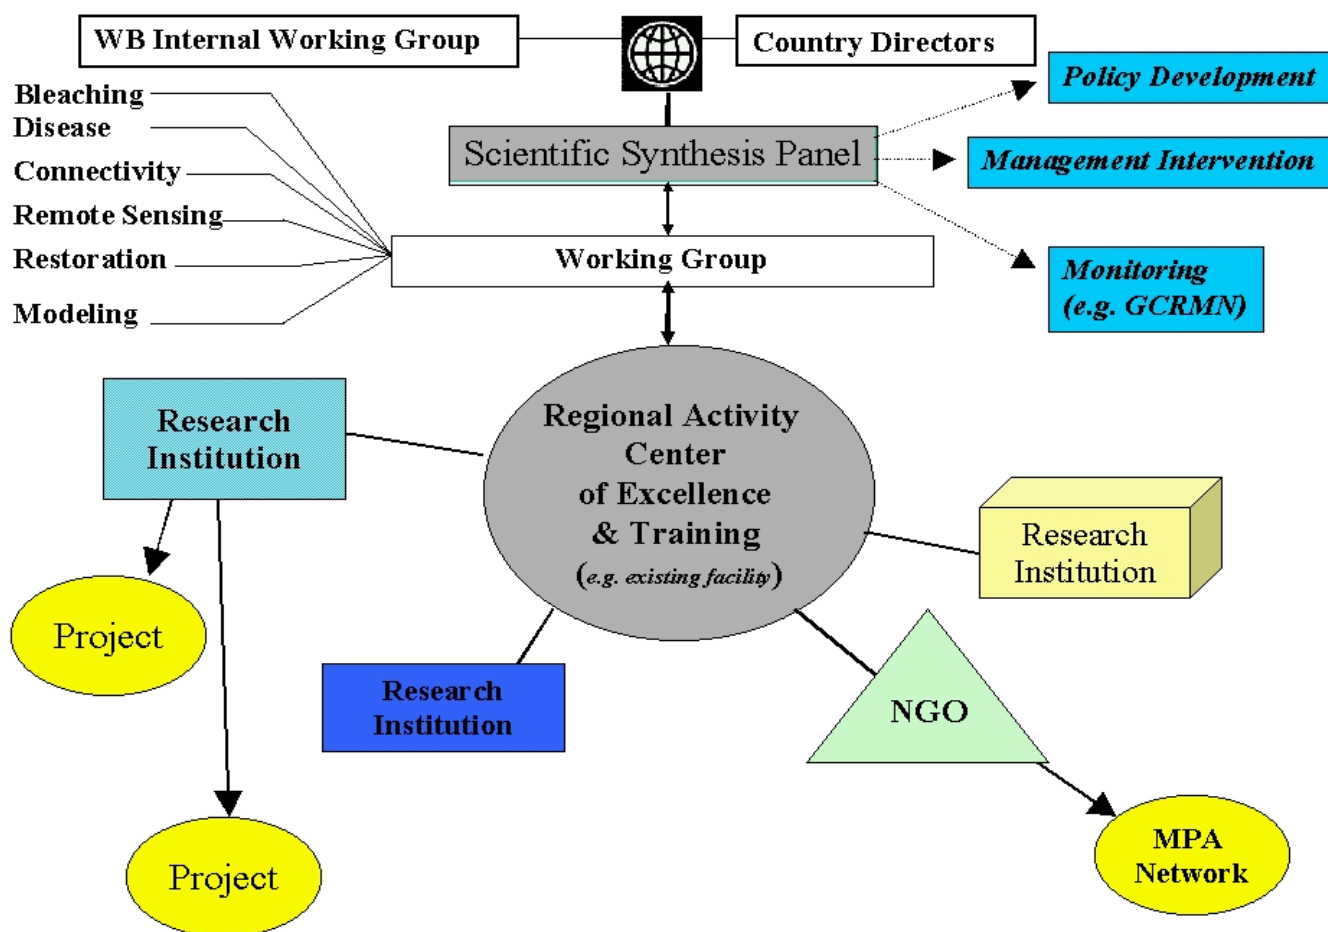 WB Internal Working Group
Country Directors
Policy Development
Bleaching
Disease
Connectivity
Remote Sensing
Restoration
Modeling
Scientific Synthesis Panel
Management Intervention
Working Group
Monitoring
(e.g. GCRMN)
Research
Institution
Regional Activity
Center
of Excellence
& Training
(e.g. existing facility)
Research
Institution
Project
Research
Institution
NGO
Project
MPA
Network